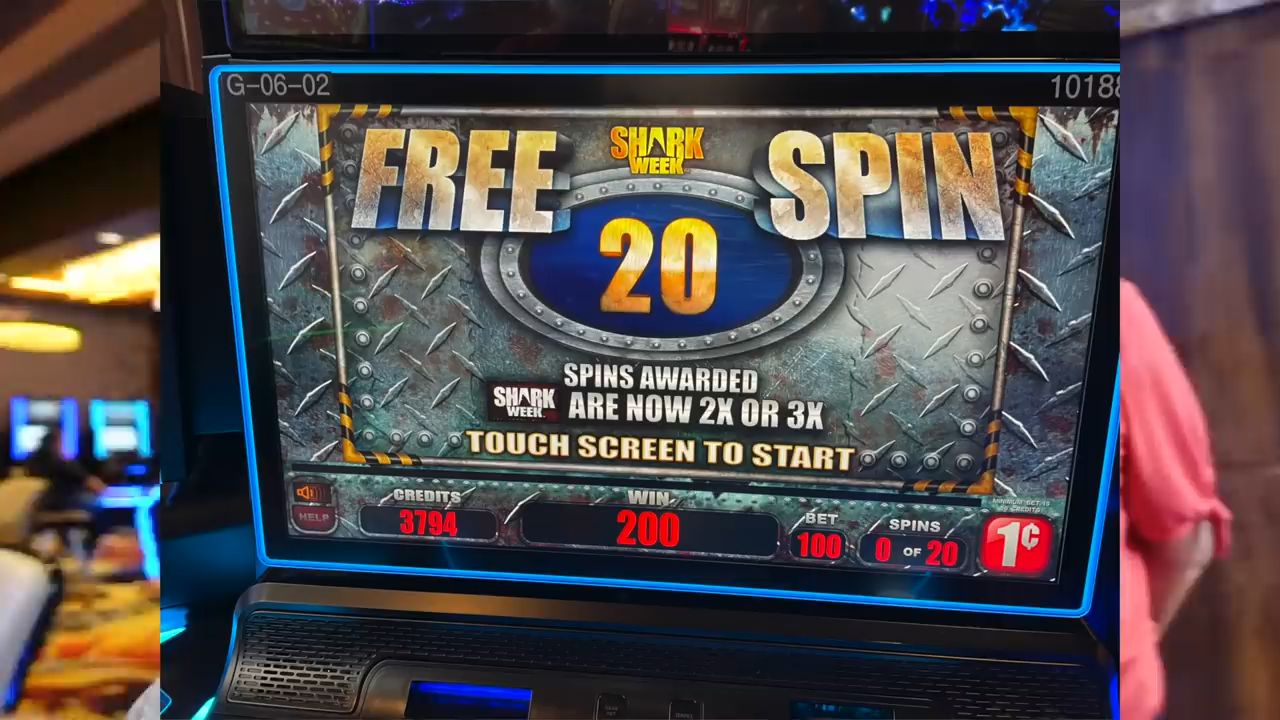 G-06-02
10188
FREE SHARK WEEK SPIN
20
SPINS AWARDED
SHARK WEEK ARE NOW 2X OR 3X
TOUCH SCREEN TO START
CREDITS WIN BET SPINS
HELP 3794 200 100 0 OF 20 1¢